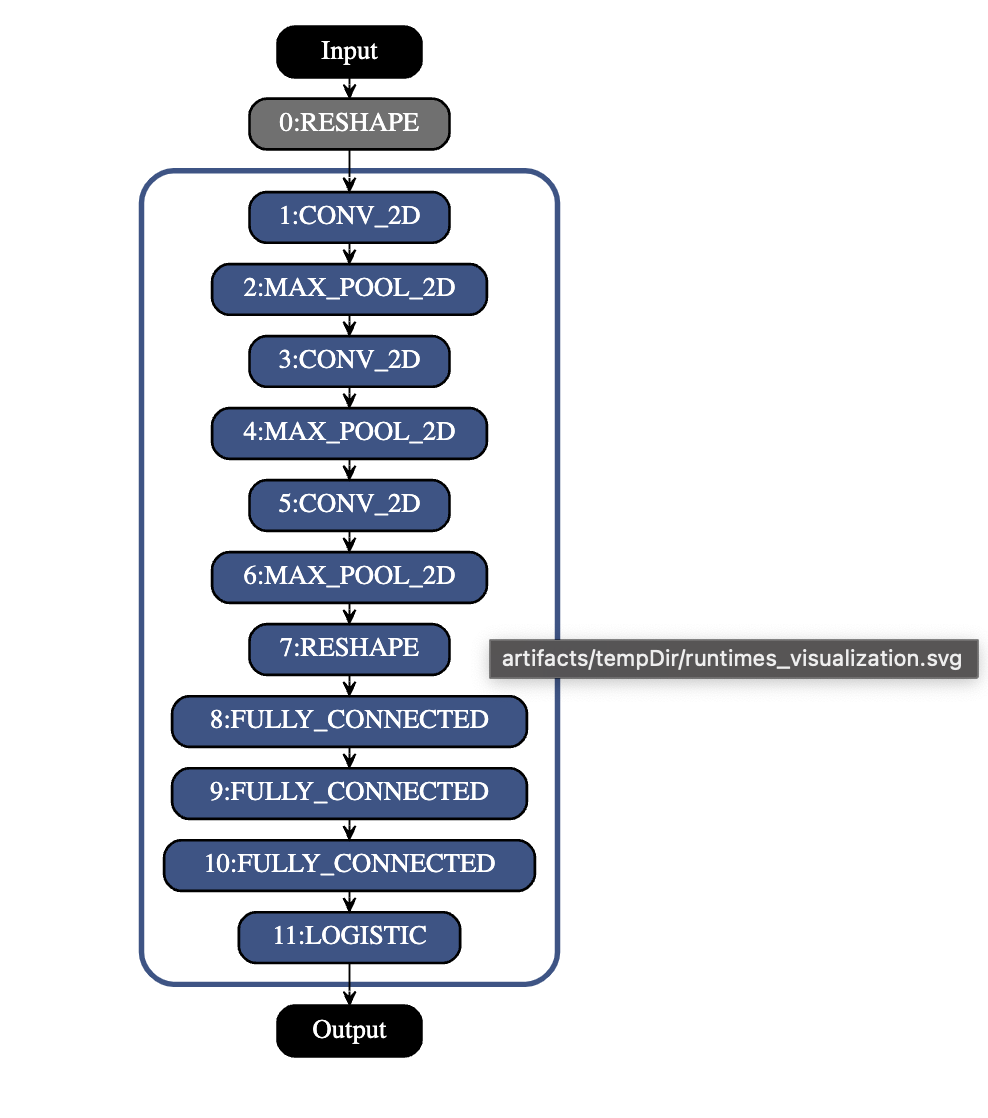 Input
0:RESHAPE
1:CONV_2D
2:MAX_POOL_2D
3:CONV_2D
4:MAX_POOL_2D
5:CONV_2D
6:MAX_POOL_2D
7:RESHAPE
artifacts/tempDir/runtimes_visualization.svg
8:FULLY_CONNECTED
9:FULLY_CONNECTED
10:FULLY_CONNECTED
11:LOGISTIC
Output